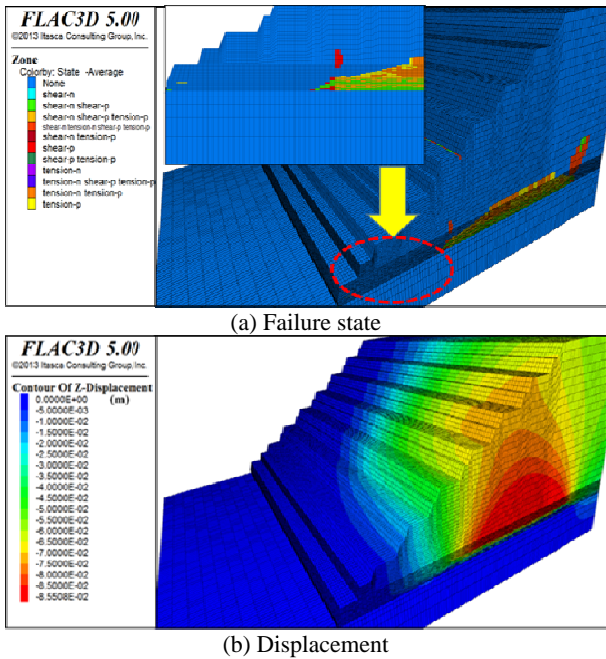 FLAC3D 5.00
©2013 Itasca Consulting Group, Inc.
Zone
Colorby: State -Average
None
shear-n
shear-n shear-p
shear-n shear-p tension-p
shear-n tension-n shear-p tension-p
shear-n tension-p
shear-p
shear-p tension-p
tension-n
tension-n shear-p tension-p
tension-n tension-p
tension-p
(a) Failure state
FLAC3D 5.00
©2013 Itasca Consulting Group, Inc.
Contour Of Z-Displacement
(m)
0.0000E+00
-5.0000E-03
-1.0000E-02
-1.5000E-02
-2.0000E-02
-2.5000E-02
-3.0000E-02
-3.5000E-02
-4.0000E-02
-4.5000E-02
-5.0000E-02
-5.5000E-02
-6.0000E-02
-6.5000E-02
-7.0000E-02
-7.5000E-02
-8.0000E-02
-8.5000E-02
-8.5508E-02
(b) Displacement